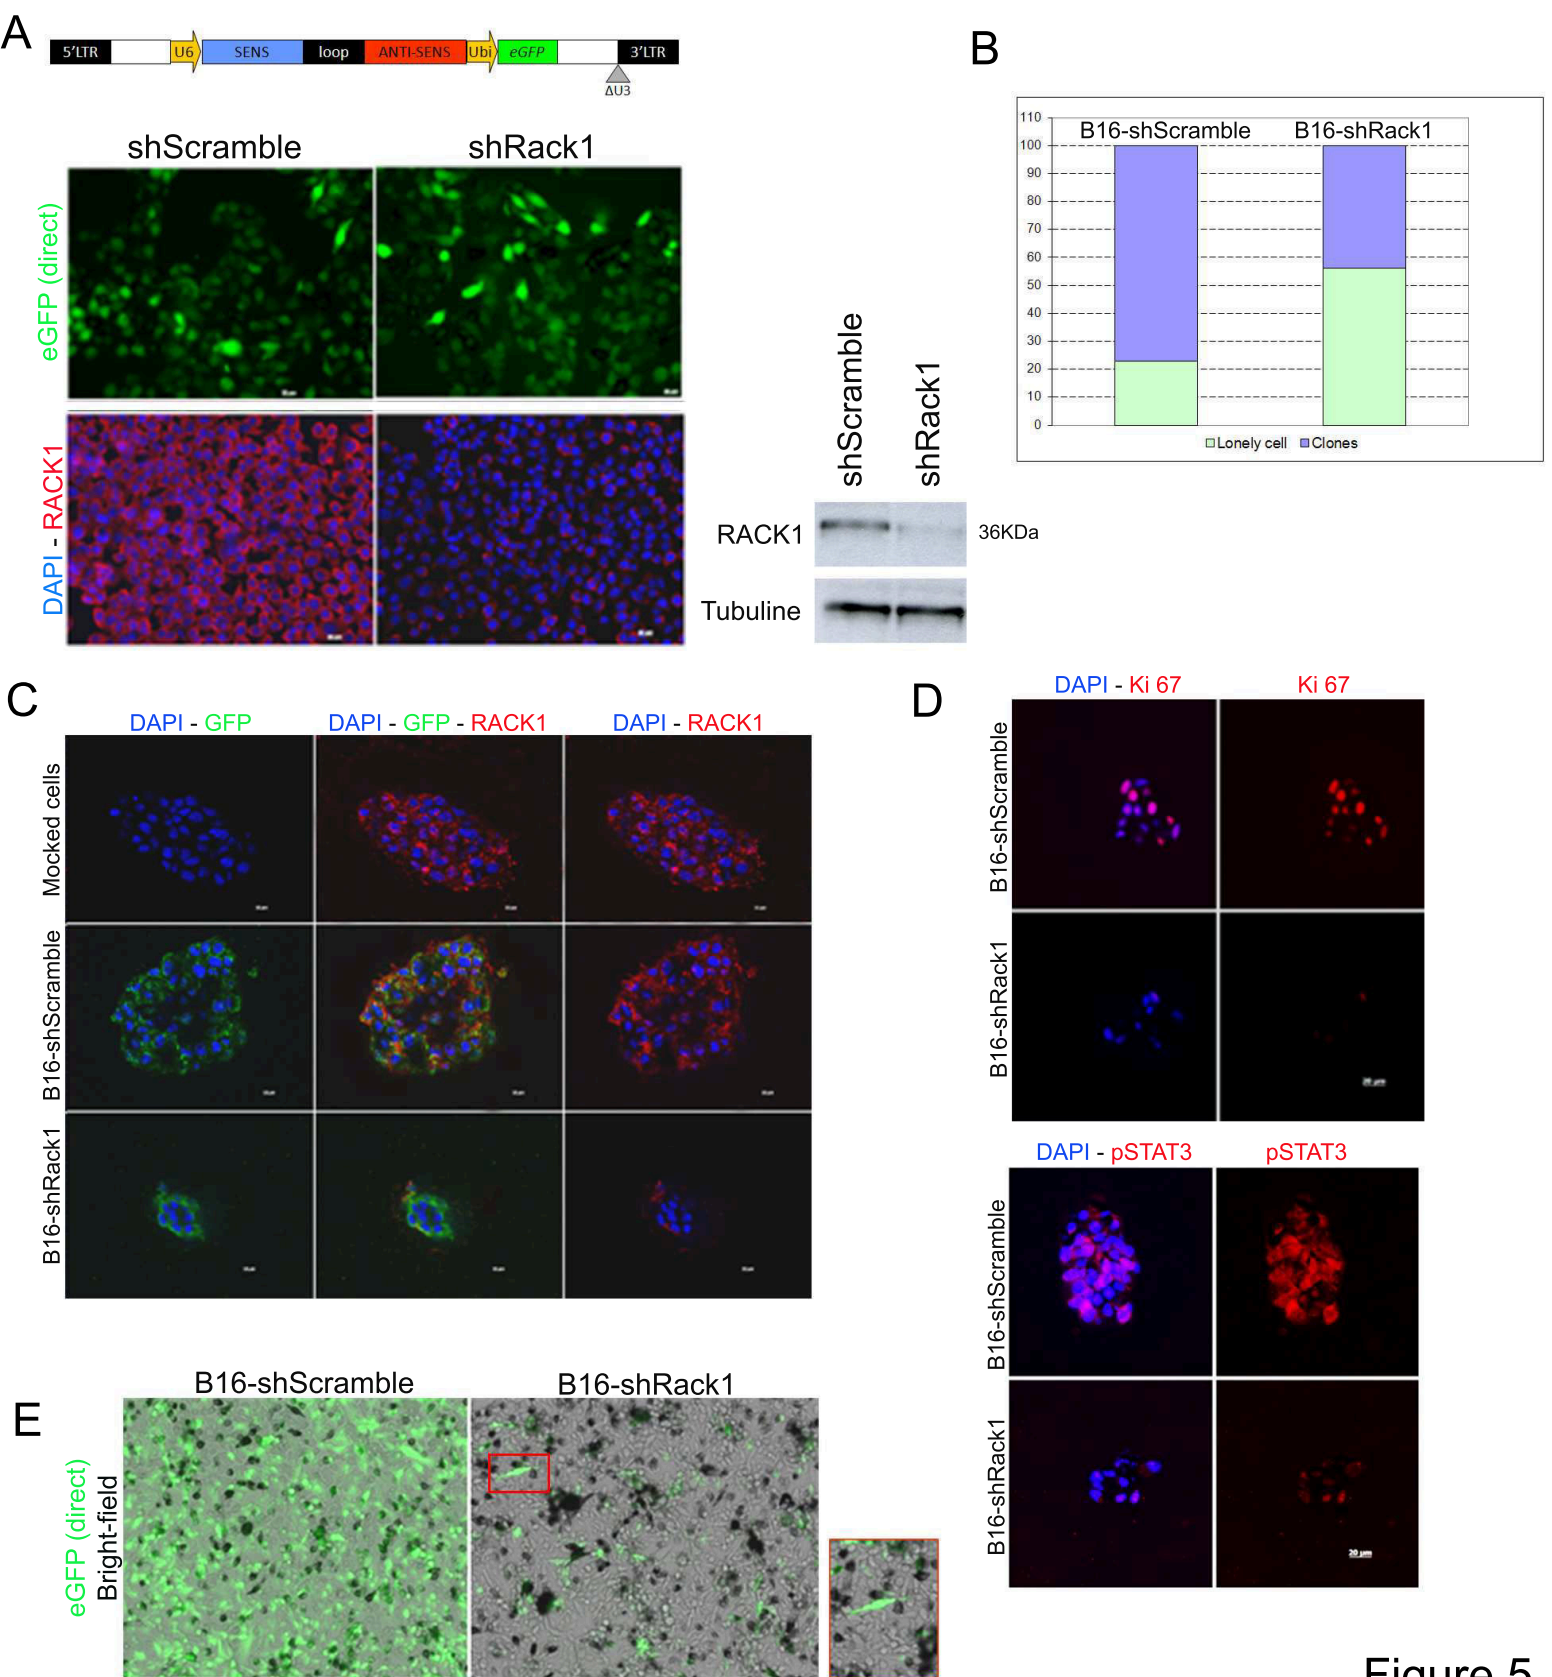 A
5'LTR U6 SENS loop ANTI-SENS Ubi eGFP 3'LTR
ΔU3
shScramble shRack1
eGFP (direct)
DAPI - RACK1
shScramble
shRack1
RACK1 36KDa
Tubuline
B
110
100
90
80
70
60
50
40
30
20
10
0
B16-shScramble B16-shRack1
Lonely cell Clones
C
DAPI - GFP DAPI - GFP - RACK1 DAPI - RACK1
Mocked cells
B16-shScramble
B16-shRack1
D
DAPI - Ki 67 Ki 67
B16-shScramble
B16-shRack1
20 µm
DAPI - pSTAT3 pSTAT3
B16-shScramble
B16-shRack1
20 µm
E
B16-shScramble B16-shRack1
eGFP (direct)
Bright-field
Figure 5